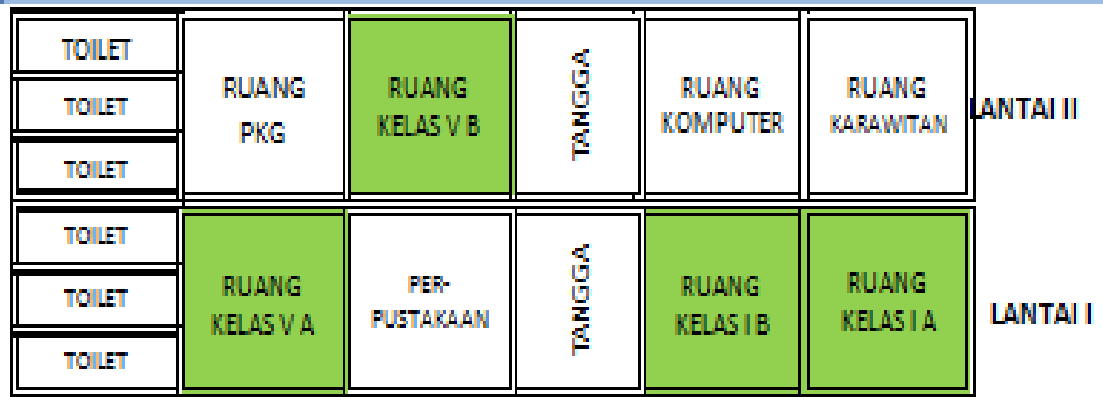 TOILET
TOILET
TOILET
RUANG
PKG
RUANG
KELAS V B
TANGGA
RUANG
KOMPUTER
RUANG
KARAWITAN
LANTAI II
TOILET
TOILET
TOILET
RUANG
KELAS V A
PER-
PUSTAKAAN
TANGGA
RUANG
KELAS I B
RUANG
KELAS I A
LANTAI I